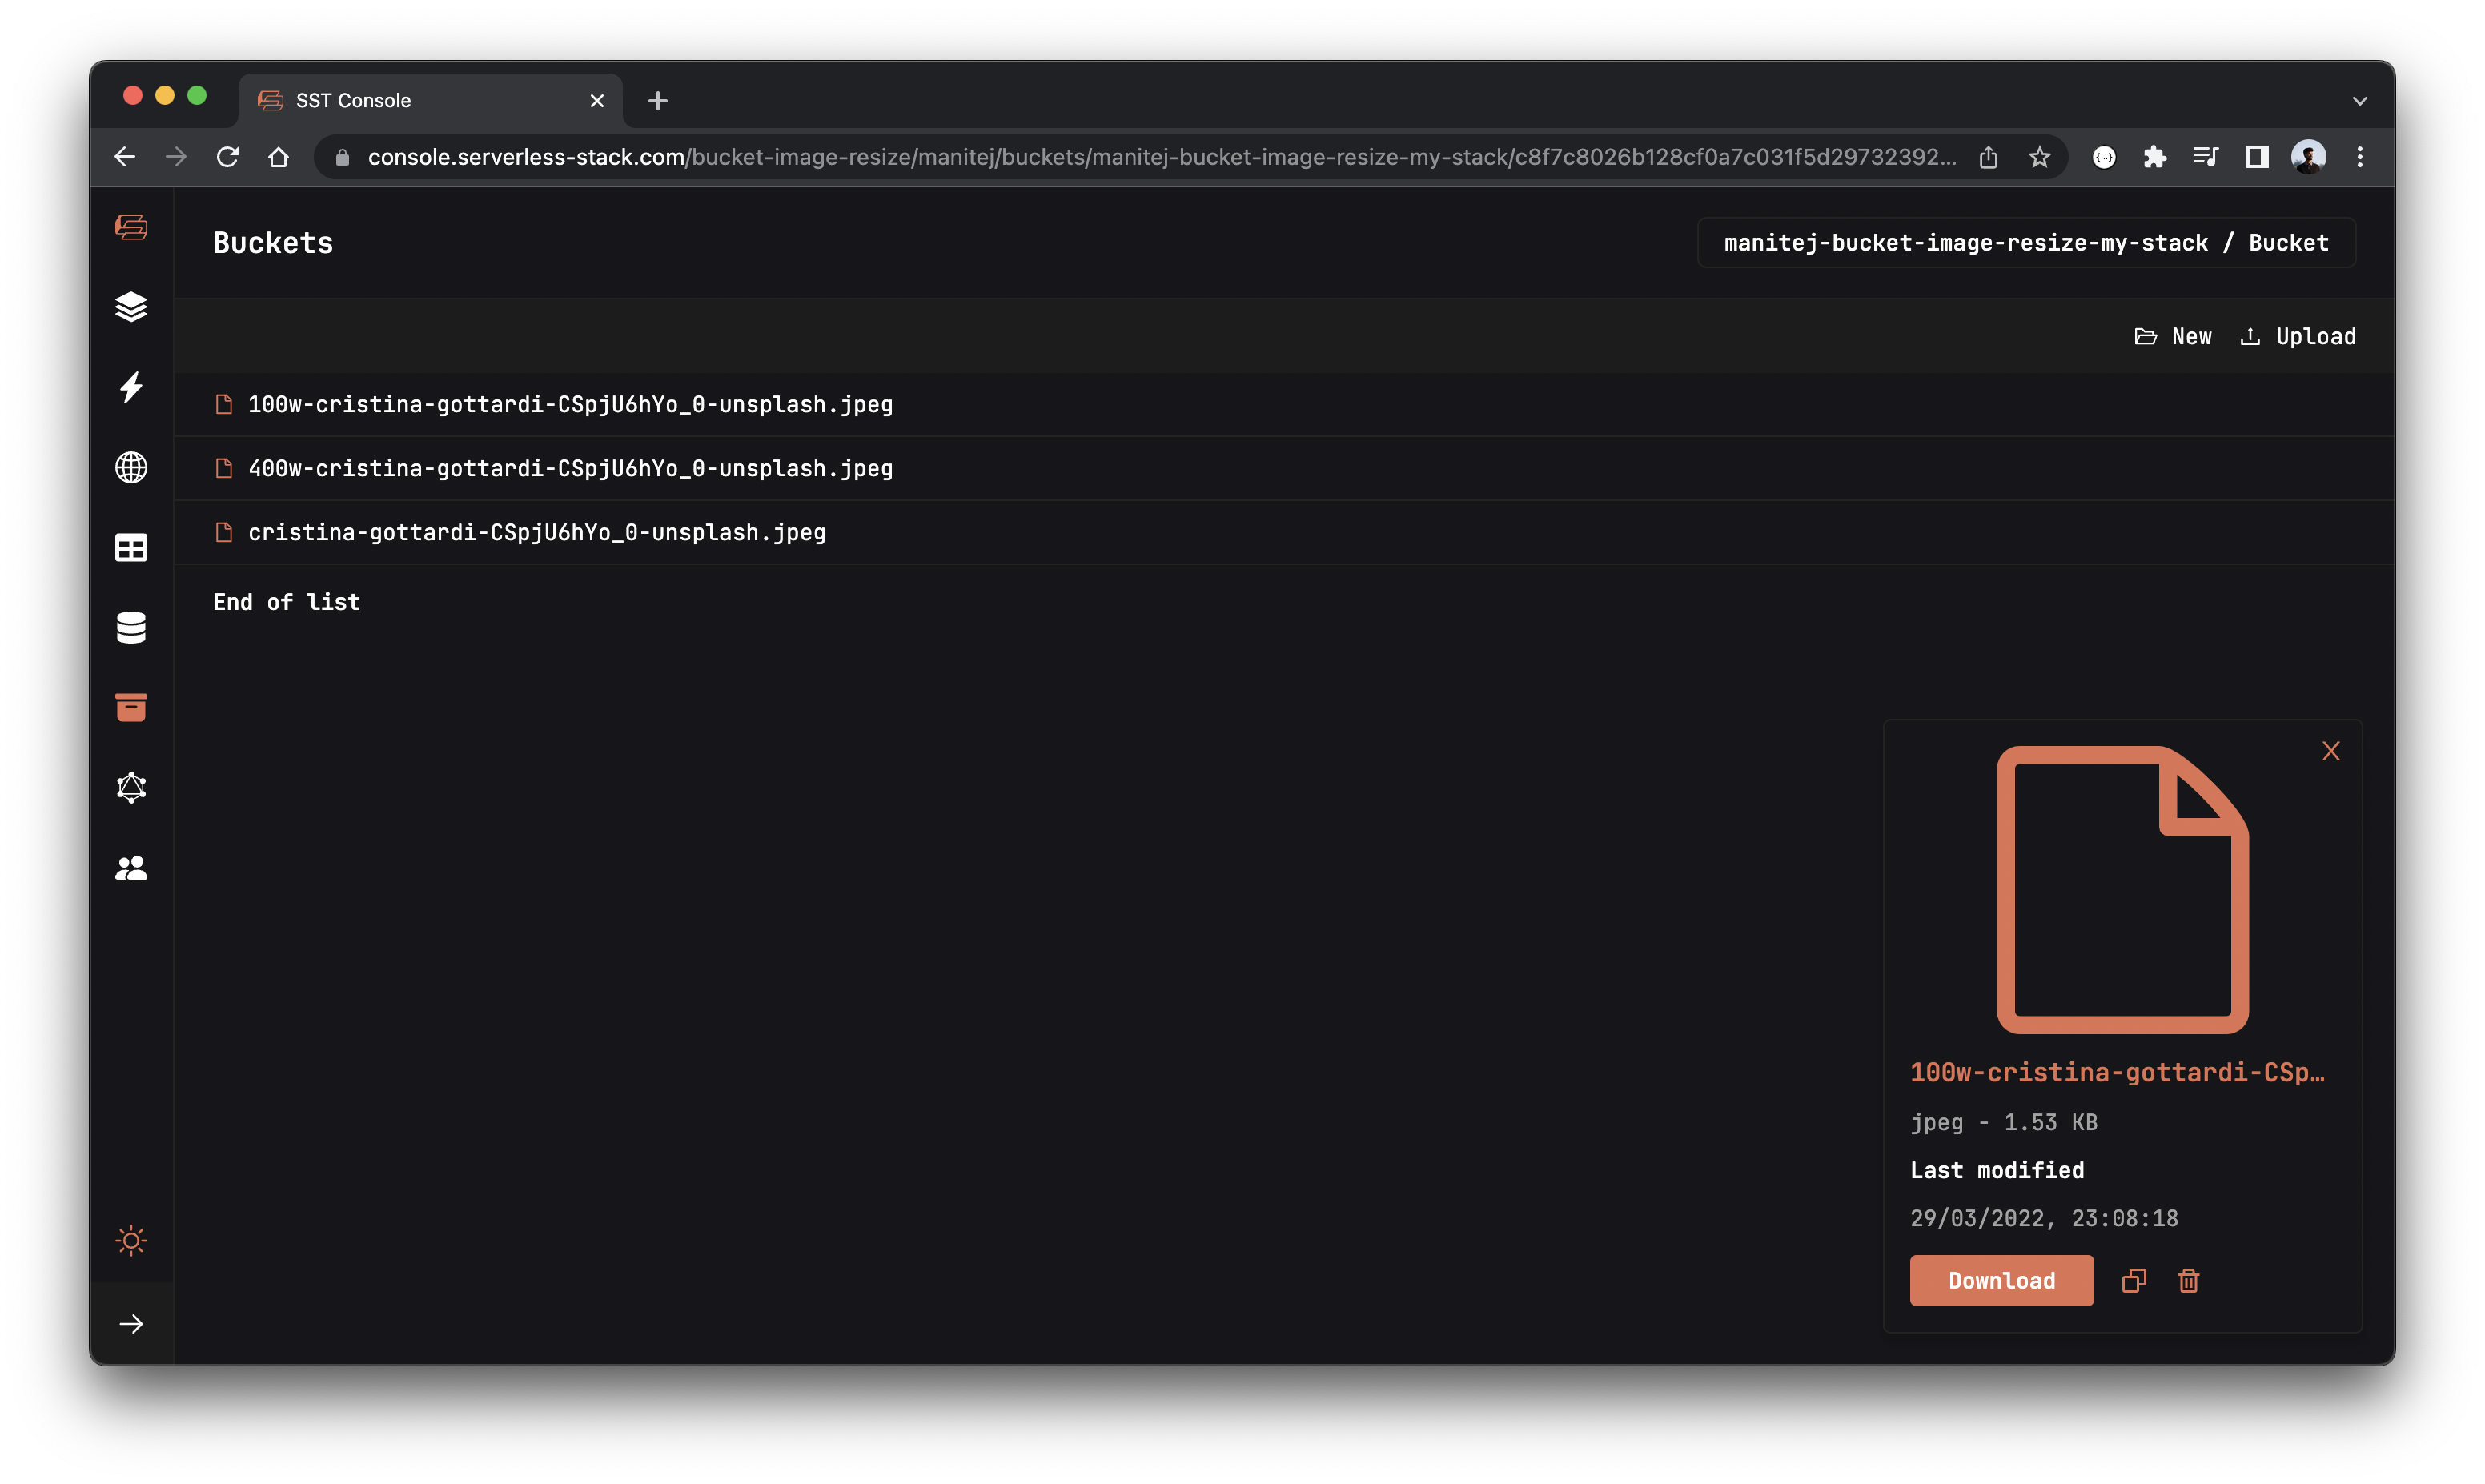 SST Console
console.serverless-stack.com/bucket-image-resize/manitej/buckets/manitej-bucket-image-resize-my-stack/c8f7c8026b128cf0a7c031f5d29732392...
Buckets
manitej-bucket-image-resize-my-stack / Bucket
New
Upload
100w-cristina-gottardi-CSpjU6hYo_0-unsplash.jpeg
400w-cristina-gottardi-CSpjU6hYo_0-unsplash.jpeg
cristina-gottardi-CSpjU6hYo_0-unsplash.jpeg
End of list
X
100w-cristina-gottardi-CSp…
jpeg - 1.53 KB
Last modified
29/03/2022, 23:08:18
Download